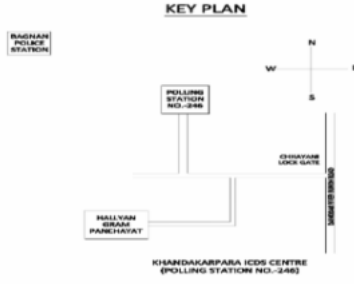 KEY PLAN
BAGNAN
POLICE
STATION
N
W
S
POLLING
STATION
NO.-246
CHHAYANI
LOCK GATE
HALLYAN
GRAM
PANCHAYAT
KHANDAKARPARA ICDS CENTRE
(POLLING STATION NO.-246)